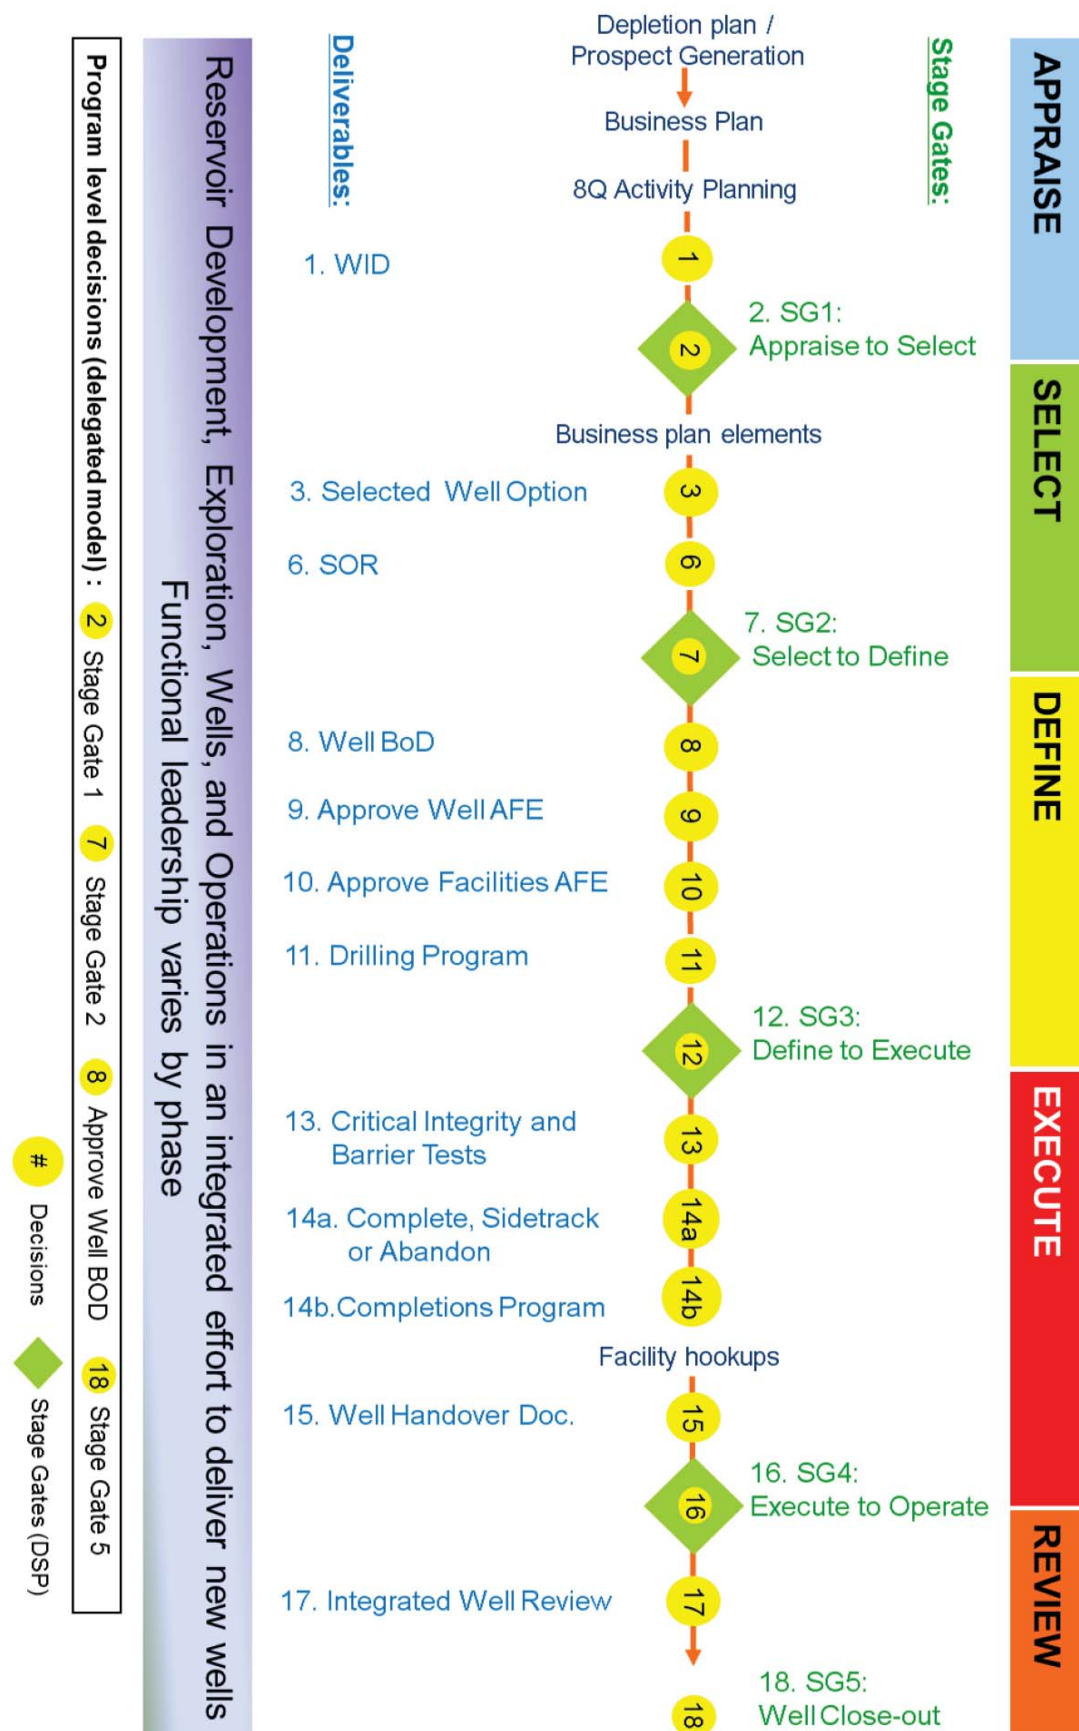 APPRAISE
SELECT
DEFINE
EXECUTE
REVIEW
Stage Gates:
2. SG1:
Appraise to Select
7. SG2:
Select to Define
12. SG3:
Define to Execute
16. SG4:
Execute to Operate
18. SG5:
Well Close-out
Depletion plan /
Prospect Generation
Business Plan
8Q Activity Planning
1
2
Business plan elements
3
6
7
8
9
10
11
12
13
14a
14b
Facility hookups
15
16
17
18
Deliverables:
1. WID
3. Selected Well Option
6. SOR
8. Well BoD
9. Approve Well AFE
10. Approve Facilities AFE
11. Drilling Program
13. Critical Integrity and
Barrier Tests
14a. Complete, Sidetrack
or Abandon
14b.Completions Program
15. Well Handover Doc.
17. Integrated Well Review
Reservoir Development, Exploration, Wells, and Operations in an integrated effort to deliver new wells
Functional leadership varies by phase
Program level decisions (delegated model) : 2 Stage Gate 1 7 Stage Gate 2 8 Approve Well BOD 18 Stage Gate 5
# Decisions Stage Gates (DSP)